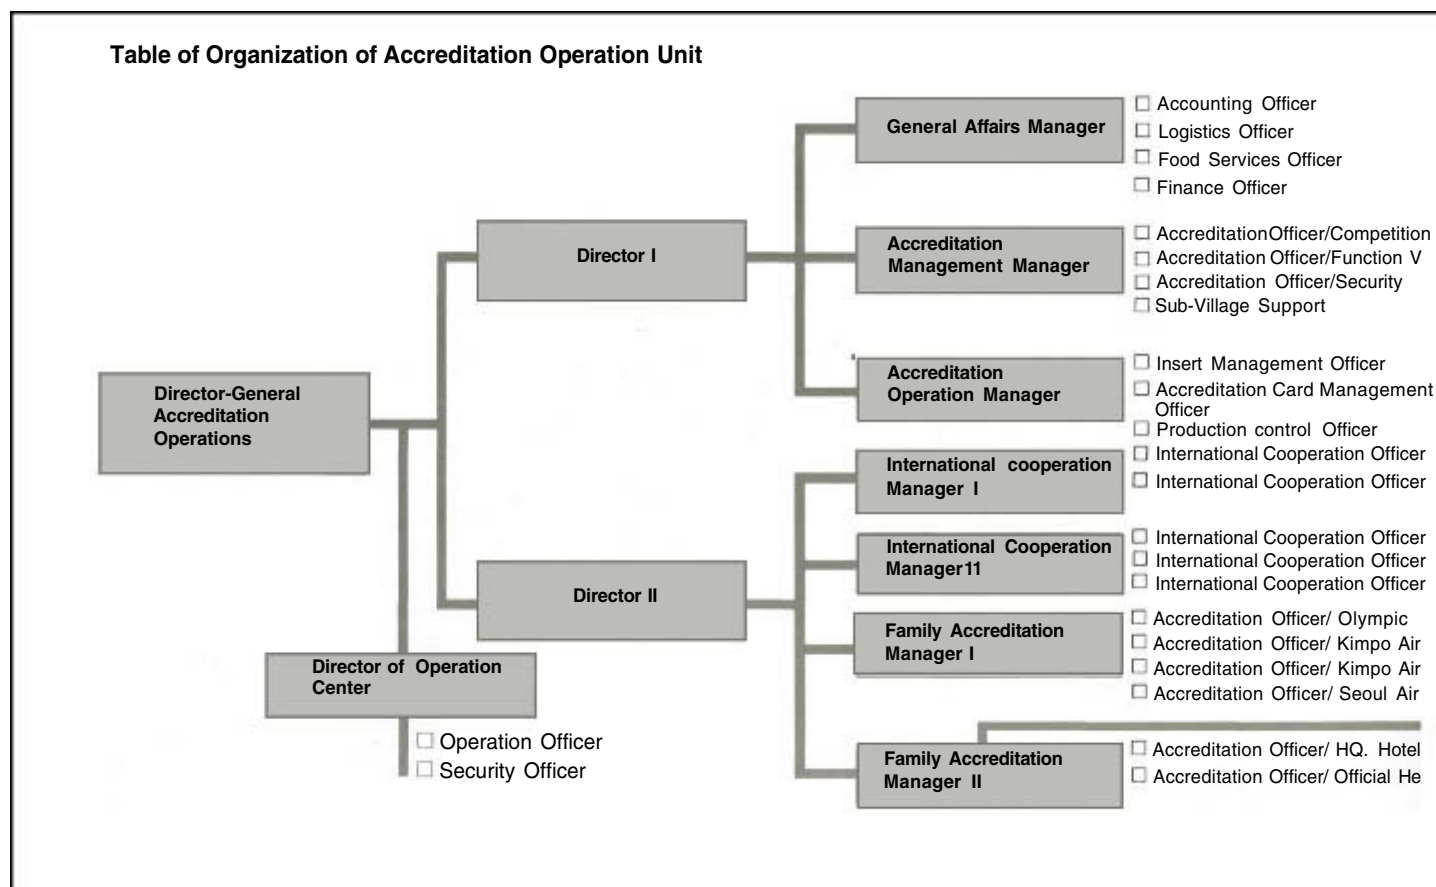 Table of Organization of Accreditation Operation Unit
General Affairs Manager
Accounting Officer
Logistics Officer
Food Services Officer
Finance Officer
Director I
Accreditation
Management Manager
AccreditationOfficer/Competition
Accreditation Officer/Function V
Accreditation Officer/Security
Sub-Village Support
Accreditation
Operation Manager
Insert Management Officer
Accreditation Card Management
Officer
Production control Officer
Director-General
Accreditation
Operations
International cooperation
Manager I
International Cooperation Officer
International Cooperation Officer
International Cooperation
Manager11
International Cooperation Officer
International Cooperation Officer
International Cooperation Officer
Director II
Family Accreditation
Manager I
Accreditation Officer/ Olympic
Accreditation Officer/ Kimpo Air
Accreditation Officer/ Kimpo Air
Accreditation Officer/ Seoul Air
Director of Operation
Center
Operation Officer
Security Officer
Family Accreditation
Manager II
Accreditation Officer/ HQ. Hotel
Accreditation Officer/ Official He